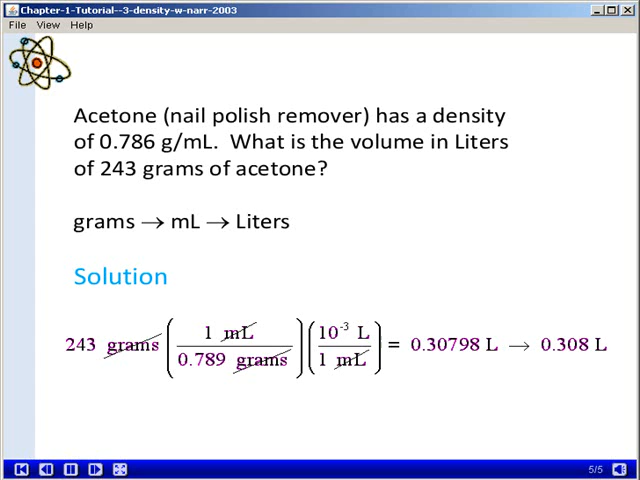 Chapter-1-Tutorial--3-density-w-narr-2003
File View Help
Acetone (nail polish remover) has a density
of 0.786 g/mL. What is the volume in Liters
of 243 grams of acetone?
grams → mL → Liters
Solution
243 grams (1 mL / 0.789 grams) (10⁻³ L / 1 mL) = 0.30798 L → 0.308 L
5/5